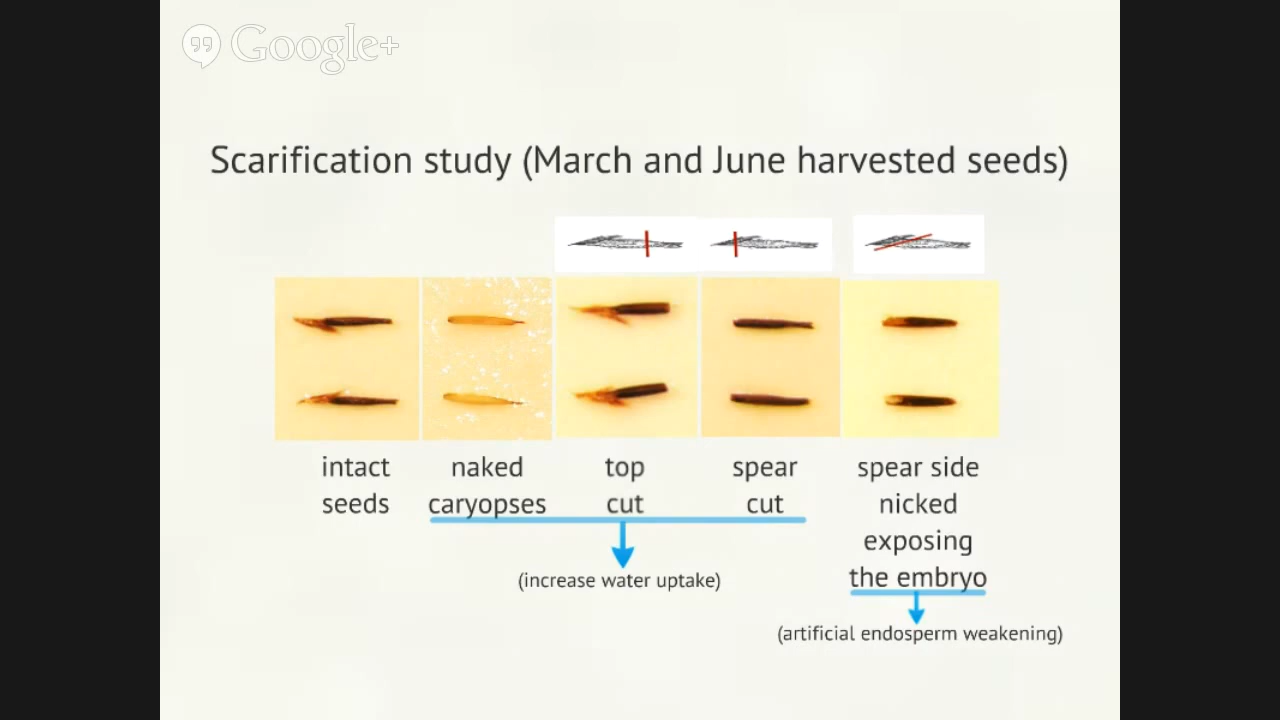 Google+
Scarification study (March and June harvested seeds)
intact
seeds
naked
caryopses
top
cut
spear
cut
spear side
nicked
exposing
the embryo
(increase water uptake)
(artificial endosperm weakening)